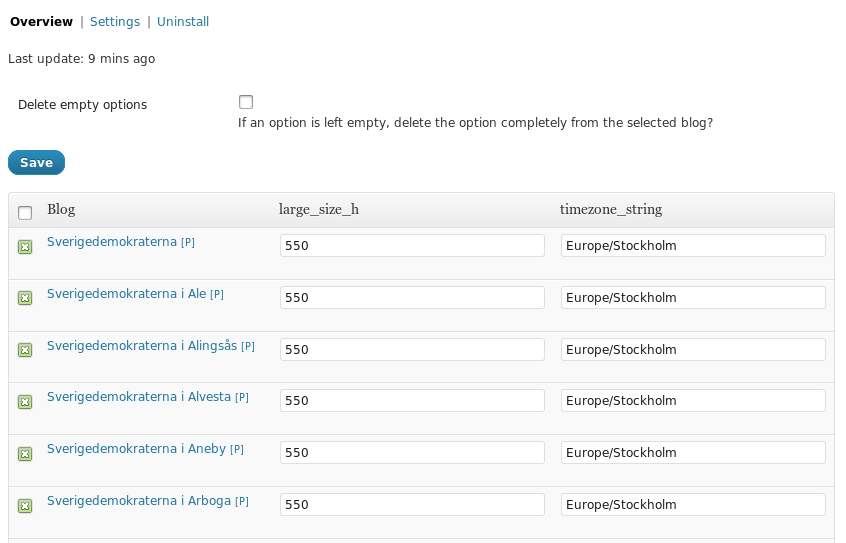 Overview | Settings | Uninstall
Last update: 9 mins ago
Delete empty options
If an option is left empty, delete the option completely from the selected blog?
Save
Blog large_size_h timezone_string
Sverigedemokraterna [P] 550 Europe/Stockholm
Sverigedemokraterna i Ale [P] 550 Europe/Stockholm
Sverigedemokraterna i Alingsås [P] 550 Europe/Stockholm
Sverigedemokraterna i Alvesta [P] 550 Europe/Stockholm
Sverigedemokraterna i Aneby [P] 550 Europe/Stockholm
Sverigedemokraterna i Arboga [P] 550 Europe/Stockholm